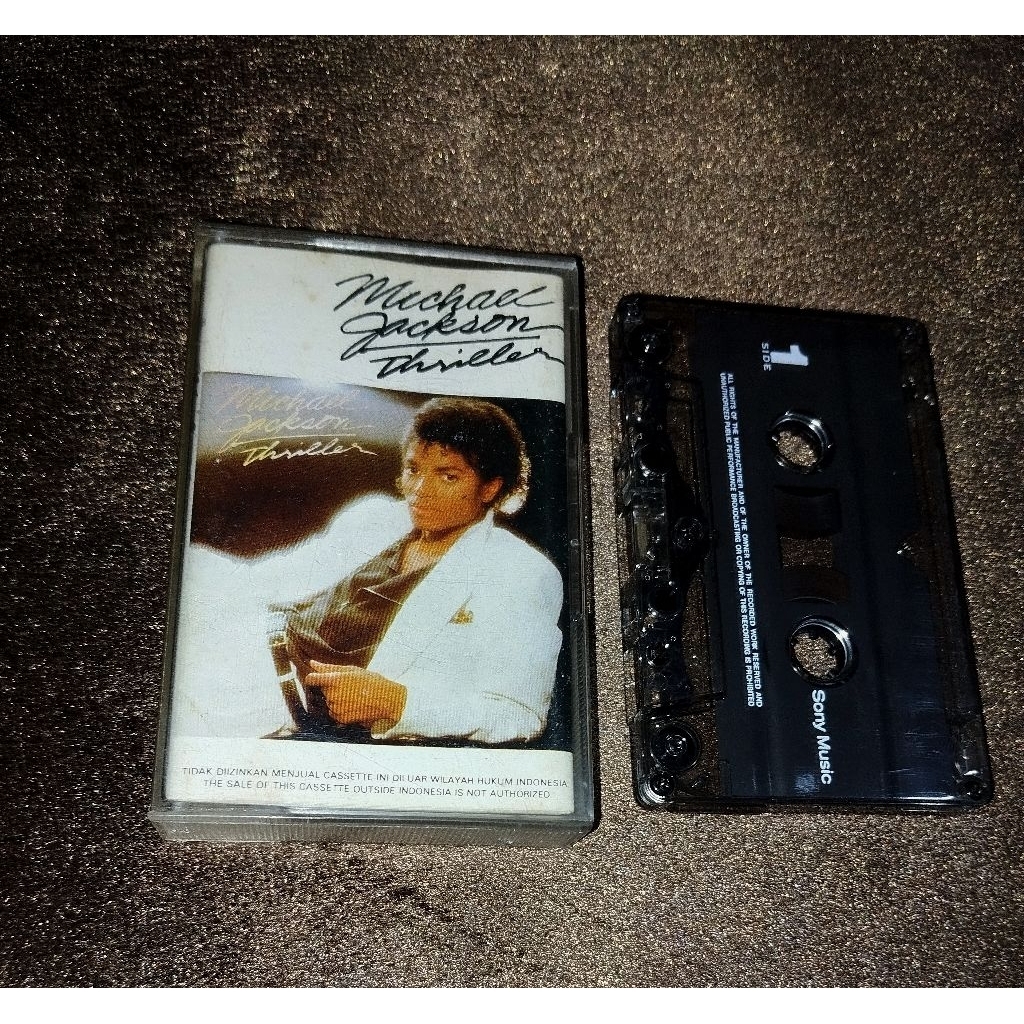 Michael
Jackson
Thriller
Michael
Jackson
Thriller
TIDAK DIIZINKAN MENJUAL CASSETTE INI DILUAR WILAYAH HUKUM INDONESIA
THE SALE OF THIS CASSETTE OUTSIDE INDONESIA IS NOT AUTHORIZED
1
SIDE
ALL RIGHTS OF THE MANUFACTURER AND OF THE OWNER OF THE RECORDED WORK RESERVED AND
UNAUTHORIZED PUBLIC PERFORMANCE BROADCASTING OR COPYING OF THIS RECORDING IS PROHIBITED
Sony Music